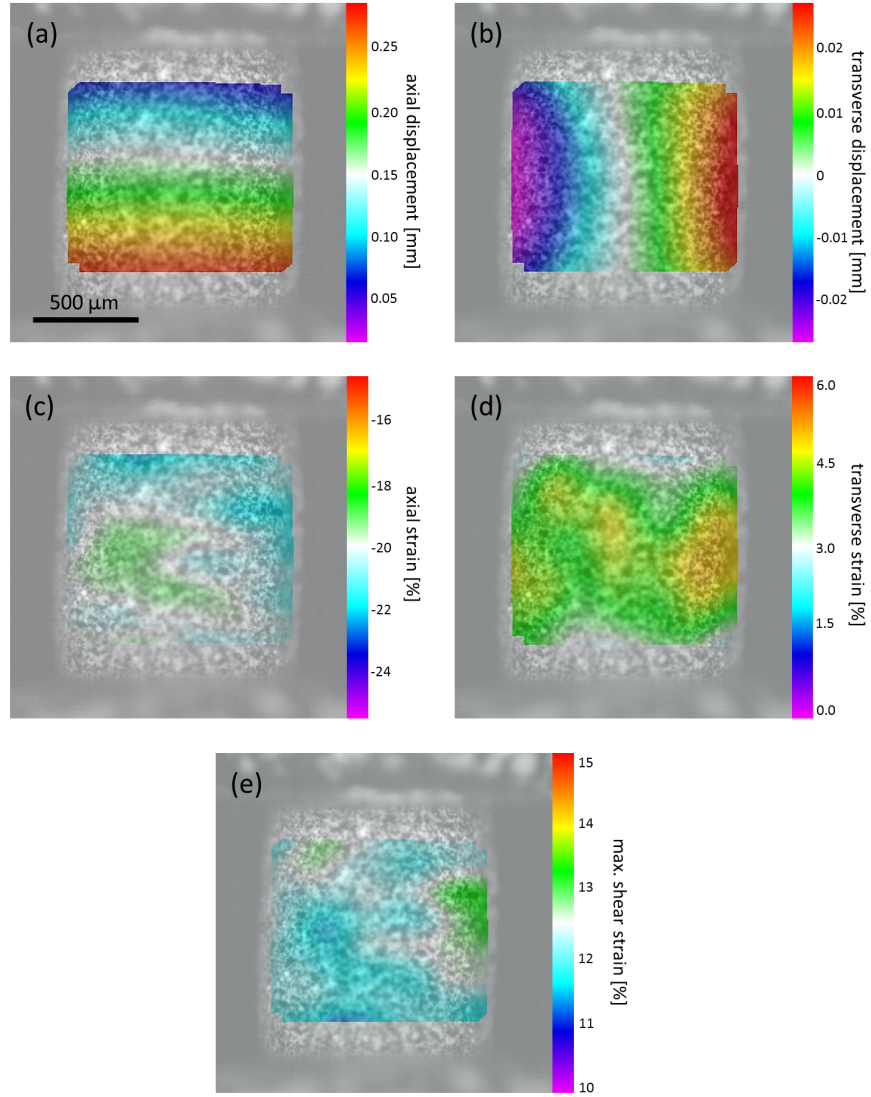 (a)
0.25
0.20
0.15
0.10
0.05
axial displacement [mm]
500 µm
(b)
0.02
0.01
0
-0.01
-0.02
transverse displacement [mm]
(c)
-16
-18
-20
-22
-24
axial strain [%]
(d)
6.0
4.5
3.0
1.5
0.0
transverse strain [%]
(e)
15
14
13
12
11
10
max. shear strain [%]